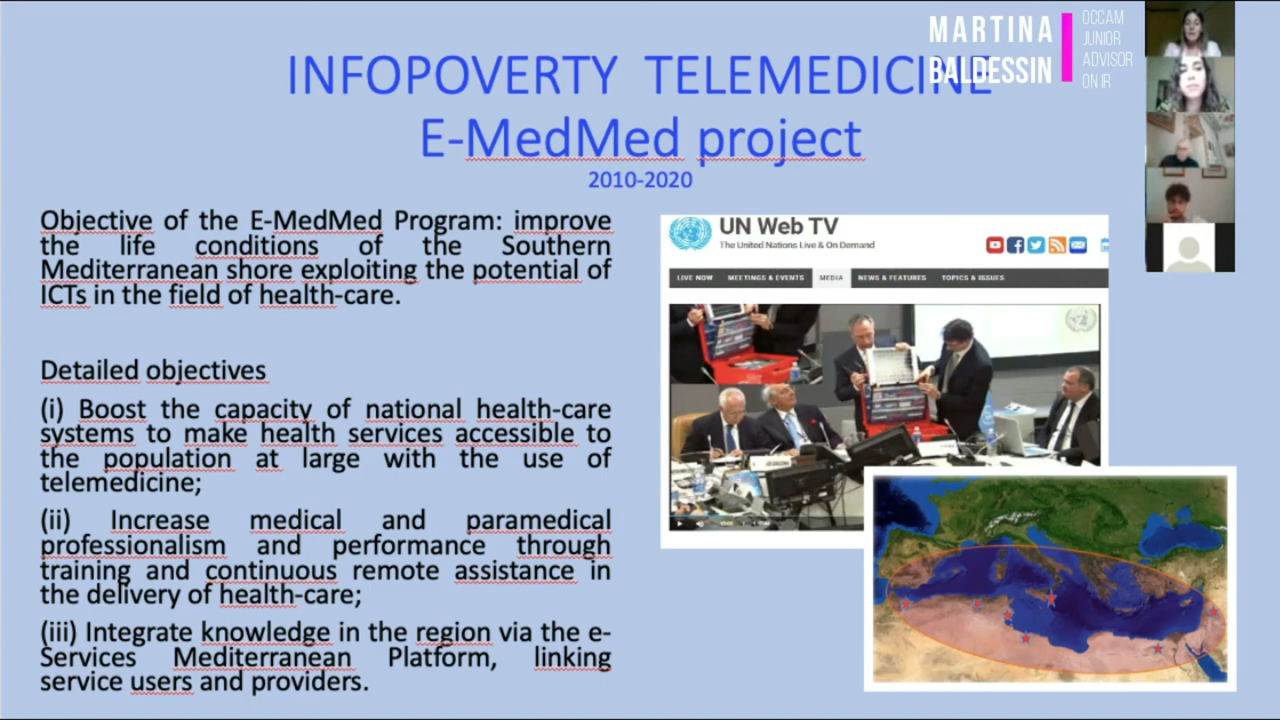 INFOPOVERTY TELEMEDICINE
MARTINA
BALDESSIN
OCCAM
JUNIOR
ADVISOR
ON IR
E-MedMed project
2010-2020
Objective of the E-MedMed Program: improve
the life conditions of the Southern
Mediterranean shore exploiting the potential of
ICTs in the field of health-care.
Detailed objectives
(i) Boost the capacity of national health-care
systems to make health services accessible to
the population at large with the use of
telemedicine;
(ii) Increase medical and paramedical
professionalism and performance through
training and continuous remote assistance in
the delivery of health-care;
(iii) Integrate knowledge in the region via the e-
Services Mediterranean Platform, linking
service users and providers.
UN Web TV
The United Nations Live & On Demand
LIVE NOW MEETINGS & EVENTS MEDIA NEWS & FEATURES TOPICS & ISSUES